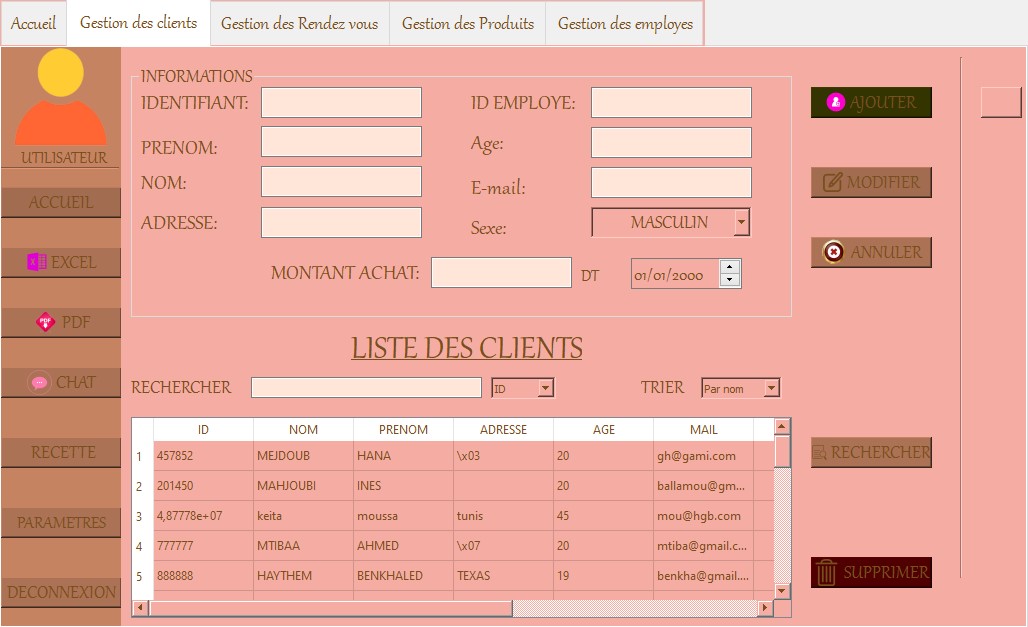 Accueil Gestion des clients Gestion des Rendez vous Gestion des Produits Gestion des employes
UTILISATEUR
ACCUEIL
EXCEL
PDF
CHAT
RECETTE
PARAMETRES
DECONNEXION
INFORMATIONS
IDENTIFIANT: ID EMPLOYE:
PRENOM: Age:
NOM: E-mail:
ADRESSE: Sexe: MASCULIN
MONTANT ACHAT: DT 01/01/2000
AJOUTER
MODIFIER
ANNULER
LISTE DES CLIENTS
RECHERCHER ID TRIER Par nom
ID NOM PRENOM ADRESSE AGE MAIL
1 457852 MEJDOUB HANA \x03 20 gh@gami.com
2 201450 MAHJOUBI INES 20 ballamou@gm...
3 4,87778e+07 keita moussa tunis 45 mou@hgb.com
4 777777 MTIBAA AHMED \x07 20 mtiba@gmail.c...
5 888888 HAYTHEM BENKHALED TEXAS 19 benkha@gmail....
RECHERCHER
SUPPRIMER